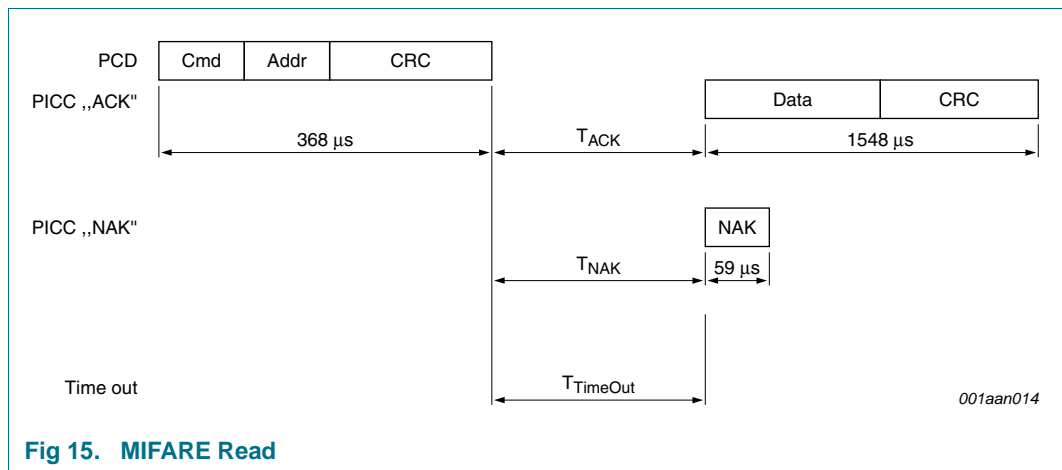 PCD Cmd Addr CRC
PICC ,,ACK" Data CRC
368 μs TACK 1548 μs
PICC ,,NAK" NAK
TNAK 59 μs
Time out TTimeOut
001aan014
Fig 15. MIFARE Read